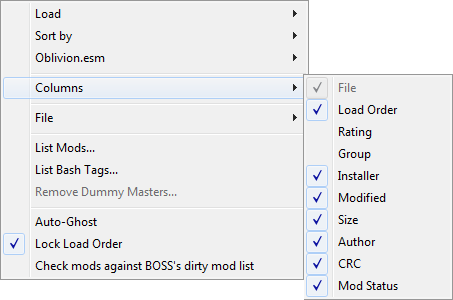 Load
Sort by
Oblivion.esm
Columns
File
List Mods...
List Bash Tags...
Remove Dummy Masters...
Auto-Ghost
Lock Load Order
Check mods against BOSS's dirty mod list
File
Load Order
Rating
Group
Installer
Modified
Size
Author
CRC
Mod Status